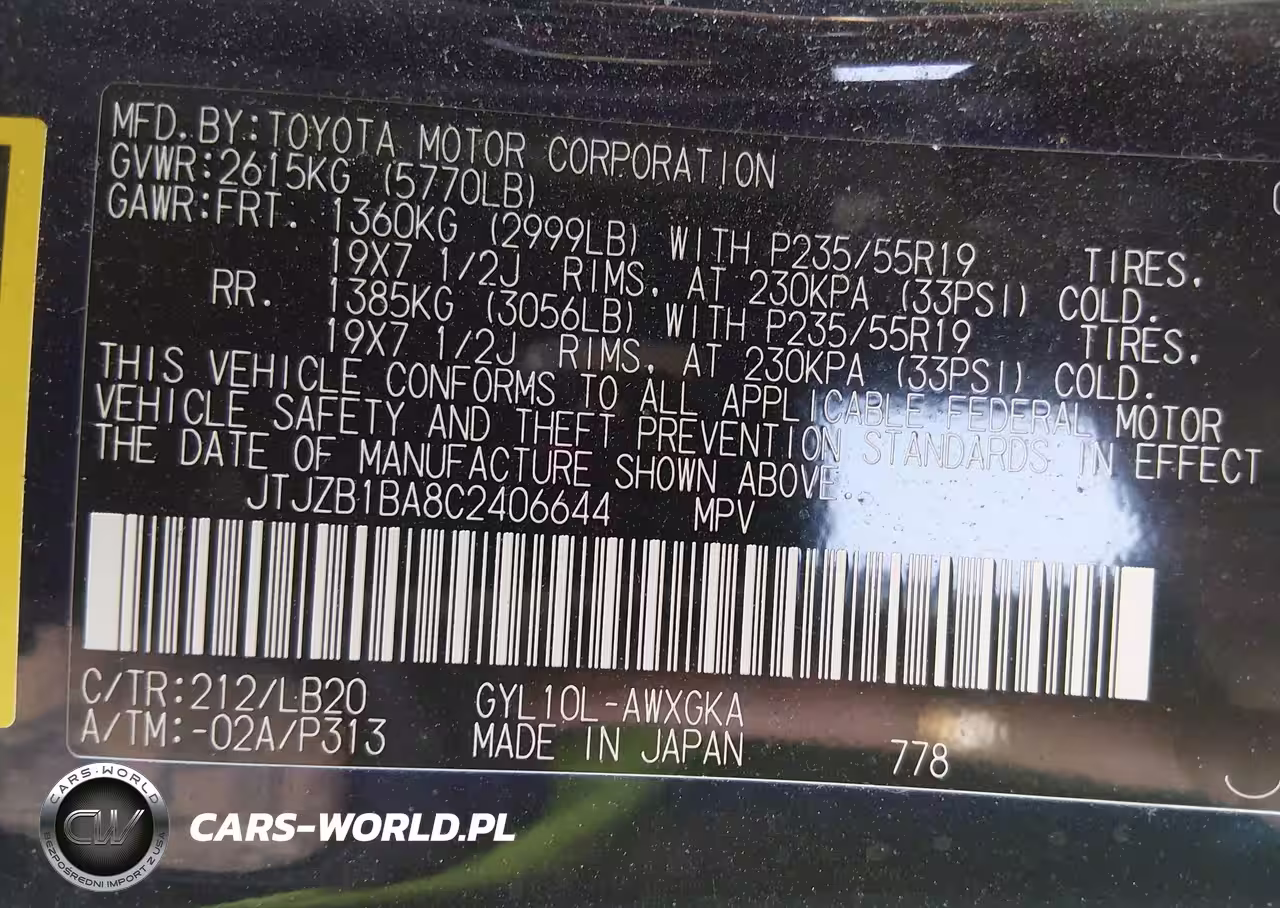 MFD.BY:TOYOTA MOTOR CORPORATION
GVWR:2615KG (5770LB)
GAWR:FRT. 1360KG (2999LB) WITH P235/55R19 TIRES,
19X7 1/2J RIMS, AT 230KPA (33PSI) COLD.
RR. 1385KG (3056LB) WITH P235/55R19 TIRES,
19X7 1/2J RIMS, AT 230KPA (33PSI) COLD.
THIS VEHICLE CONFORMS TO ALL APPLICABLE FEDERAL MOTOR
VEHICLE SAFETY AND THEFT PREVENTION STANDARDS IN EFFECT
THE DATE OF MANUFACTURE SHOWN ABOVE.
JTJZB1BA8C2406644 MPV
C/TR:212/LB20 GYL10L-AWXGKA
A/TM:-02A/P313 MADE IN JAPAN 778
CARS-WORLD
CW
BEZPOŚREDNI IMPORT Z USA
CARS-WORLD.PL